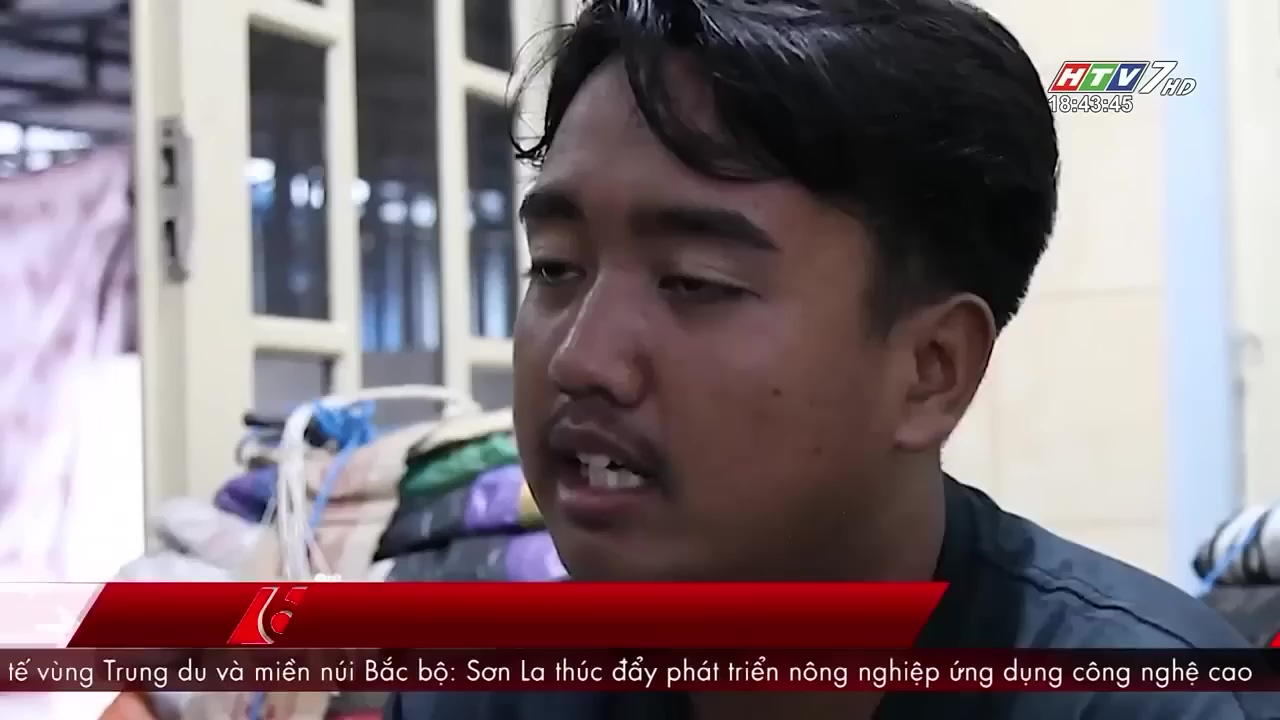 HTV7 HD
18:43:45
tế vùng Trung du và miền núi Bắc bộ: Sơn La thúc đẩy phát triển nông nghiệp ứng dụng công nghệ cao